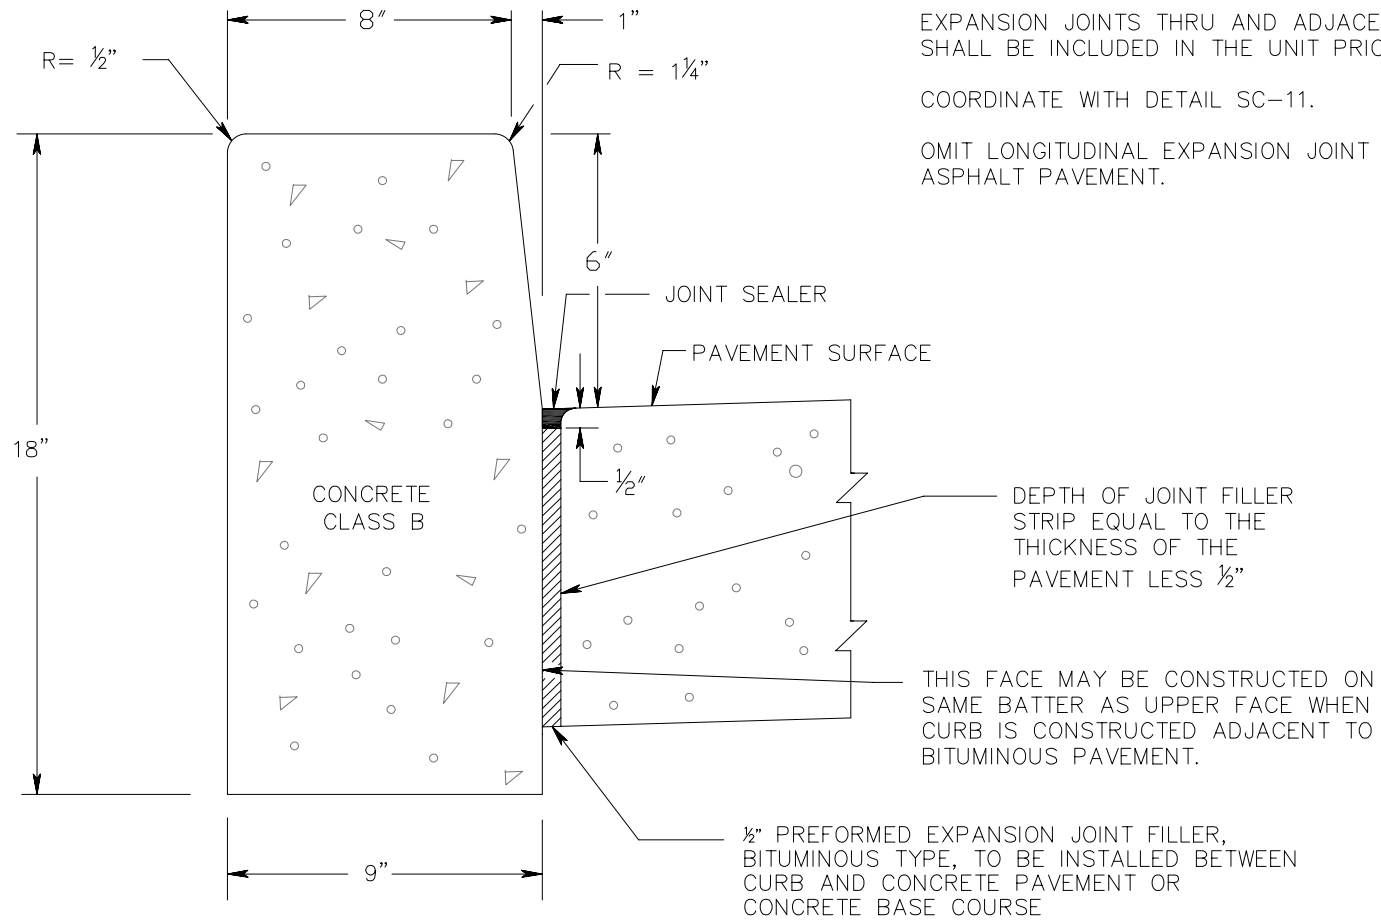 8"
1"
R= ½"
R = 1¼"
EXPANSION JOINTS THRU AND
SHALL BE INCLUDED IN THE UNIT
COORDINATE WITH DETAIL SC-11.
OMIT LONGITUDINAL EXPANSION JOINT
ASPHALT PAVEMENT.
6"
JOINT SEALER
PAVEMENT SURFACE
18"
½"
CONCRETE
CLASS B
DEPTH OF JOINT FILLER
STRIP EQUAL TO THE
THICKNESS OF THE
PAVEMENT LESS ½"
THIS FACE MAY BE CONSTRUCTED ON
SAME BATTER AS UPPER FACE WHEN
CURB IS CONSTRUCTED ADJACENT TO
BITUMINOUS PAVEMENT.
9"
½" PREFORMED EXPANSION JOINT FILLER,
BITUMINOUS TYPE, TO BE INSTALLED BETWEEN
CURB AND CONCRETE PAVEMENT OR
CONCRETE BASE COURSE